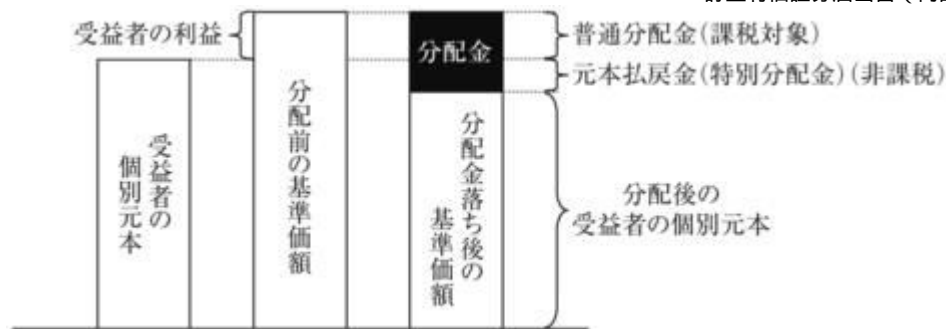 受益者の利益
分配金
普通分配金(課税対象)
元本払戻金(特別分配金)(非課税)
受益者の
個別元本
分配前の基準価額
分配金落ち後の
基準価額
分配後の
受益者の個別元本